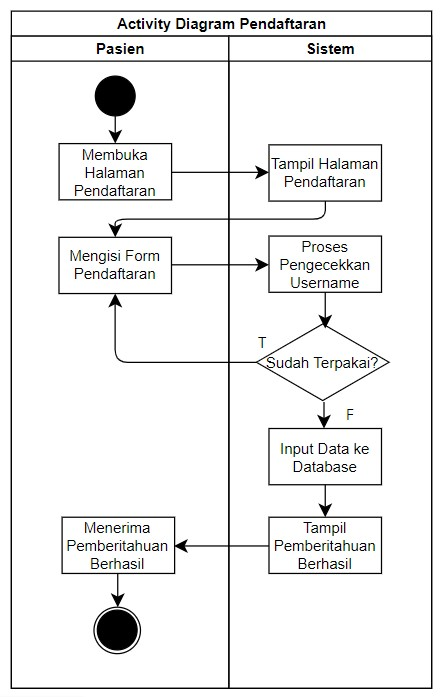 Activity Diagram Pendaftaran
Pasien
Sistem
Membuka
Halaman
Pendaftaran
Tampil Halaman
Pendaftaran
Mengisi Form
Pendaftaran
Proses
Pengecekkan
Username
T
Sudah Terpakai?
F
Input Data ke
Database
Menerima
Pemberitahuan
Berhasil
Tampil
Pemberitahuan
Berhasil